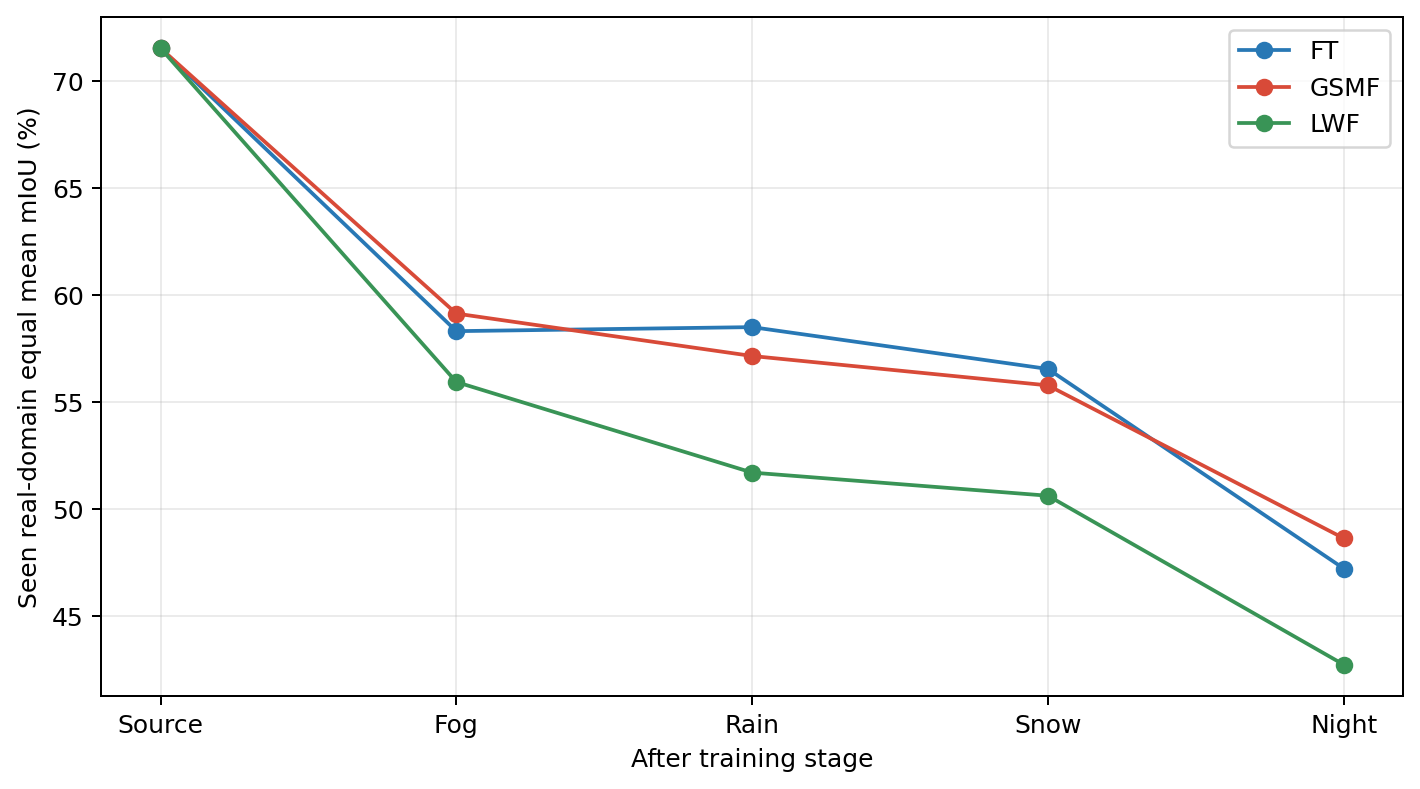 FT
GSMF
LWF
Seen real-domain equal mean mIoU (%)
70
65
60
55
50
45
Source Fog Rain Snow Night
After training stage